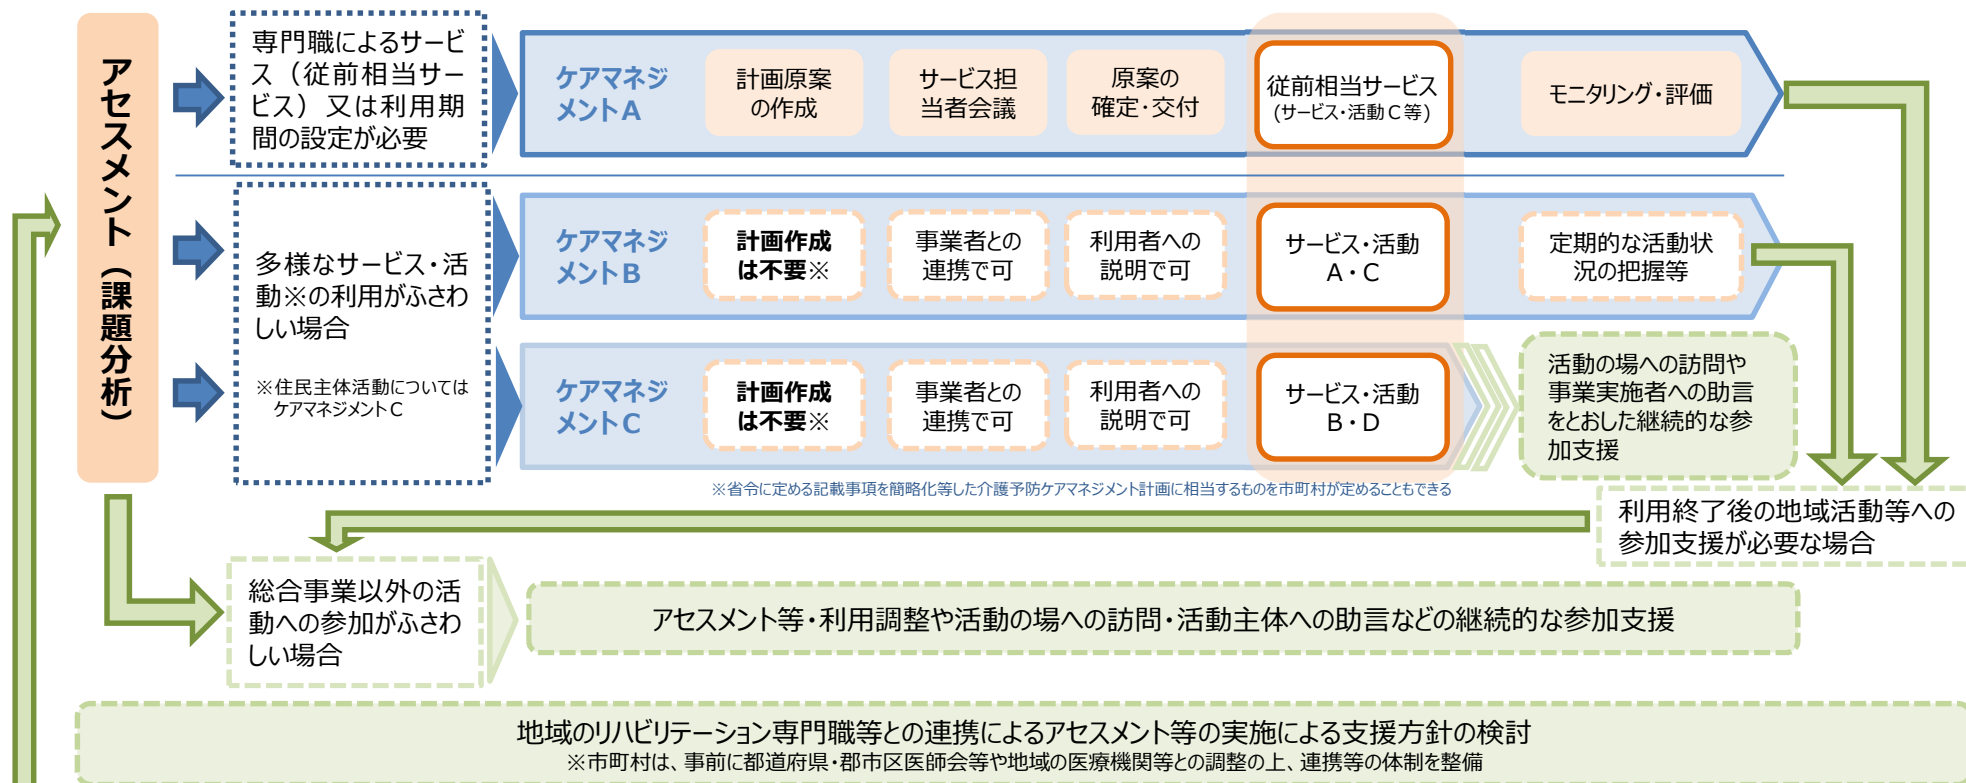 アセスメント（課題分析）
専門職によるサービ
ス（従前相当サー
ビス）又は利用期
間の設定が必要
ケアマネジ
メントA
計画原案
の作成
サービス担
当者会議
原案の
確定・交付
従前相当サービス
(サービス・活動C等)
モニタリング・評価
多様なサービス・活
動※の利用がふさわ
しい場合
※住民主体活動については
ケアマネジメントC
ケアマネジ
メントB
計画作成
は不要※
事業者との
連携で可
利用者への
説明で可
サービス・活動
A・C
定期的な活動状
況の把握等
ケアマネジ
メントC
計画作成
は不要※
事業者との
連携で可
利用者への
説明で可
サービス・活動
B・D
活動の場への訪問や
事業実施者への助言
をとおした継続的な参
加支援
※省令に定める記載事項を簡略化等した介護予防ケアマネジメント計画に相当するものを市町村が定めることもできる
利用終了後の地域活動等への
参加支援が必要な場合
総合事業以外の活
動への参加がふさわ
しい場合
アセスメント等・利用調整や活動の場への訪問・活動主体への助言などの継続的な参加支援
地域のリハビリテーション専門職等との連携によるアセスメント等の実施による支援方針の検討
※市町村は、事前に都道府県・郡市区医師会等や地域の医療機関等との調整の上、連携等の体制を整備